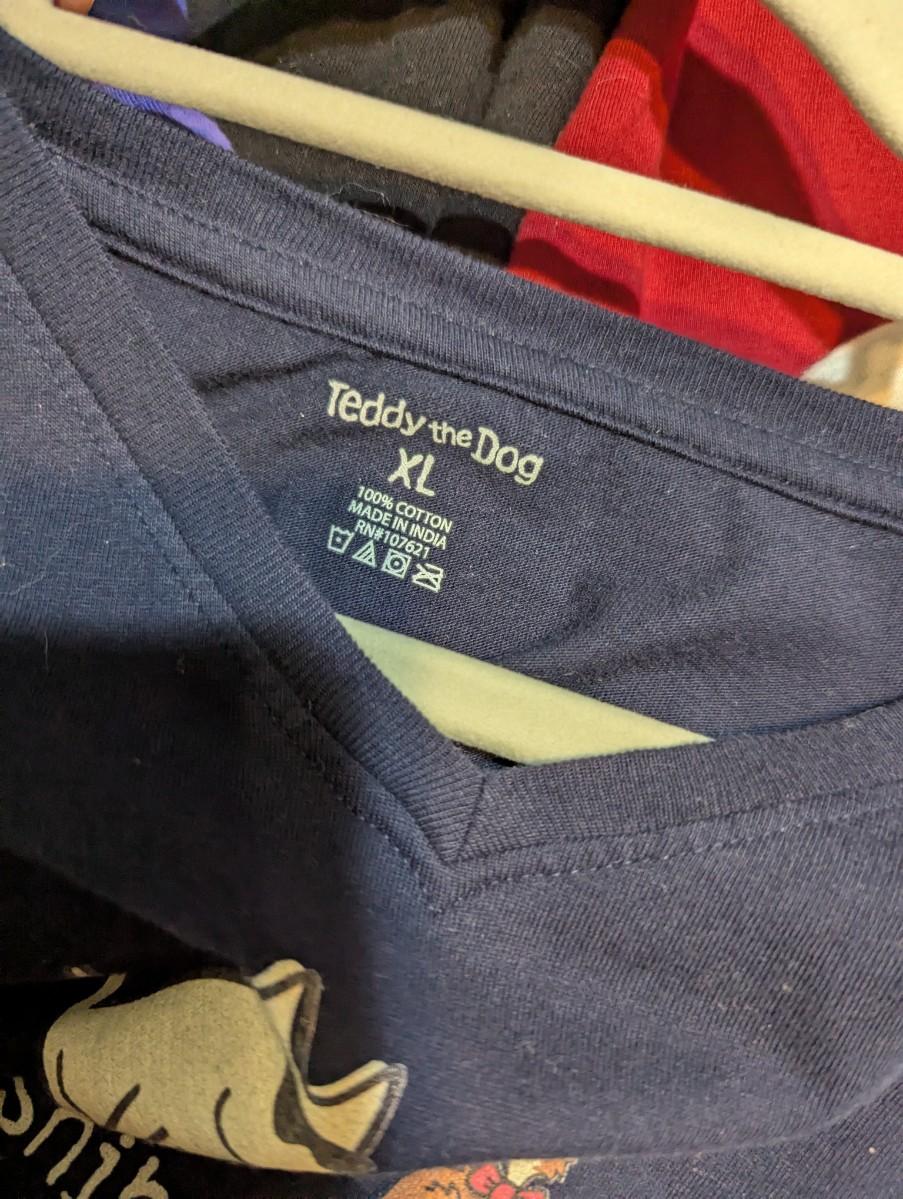 Teddy the Dog
XL
100% COTTON
MADE IN INDIA
RN#107621